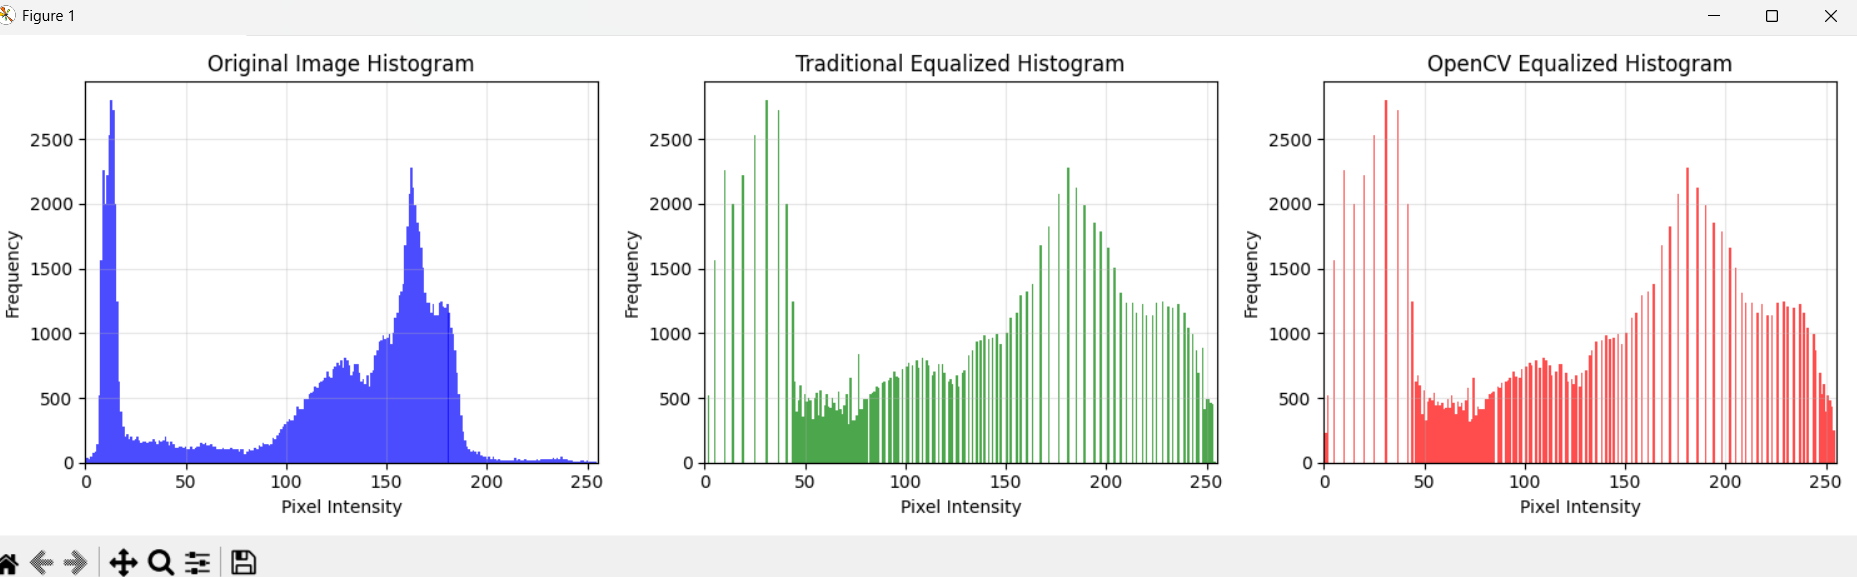 Figure 1
Original Image Histogram
Frequency
2500
2000
1500
1000
500
0
0 50 100 150 200 250
Pixel Intensity
Traditional Equalized Histogram
Frequency
2500
2000
1500
1000
500
0
0 50 100 150 200 250
Pixel Intensity
OpenCV Equalized Histogram
Frequency
2500
2000
1500
1000
500
0
0 50 100 150 200 250
Pixel Intensity